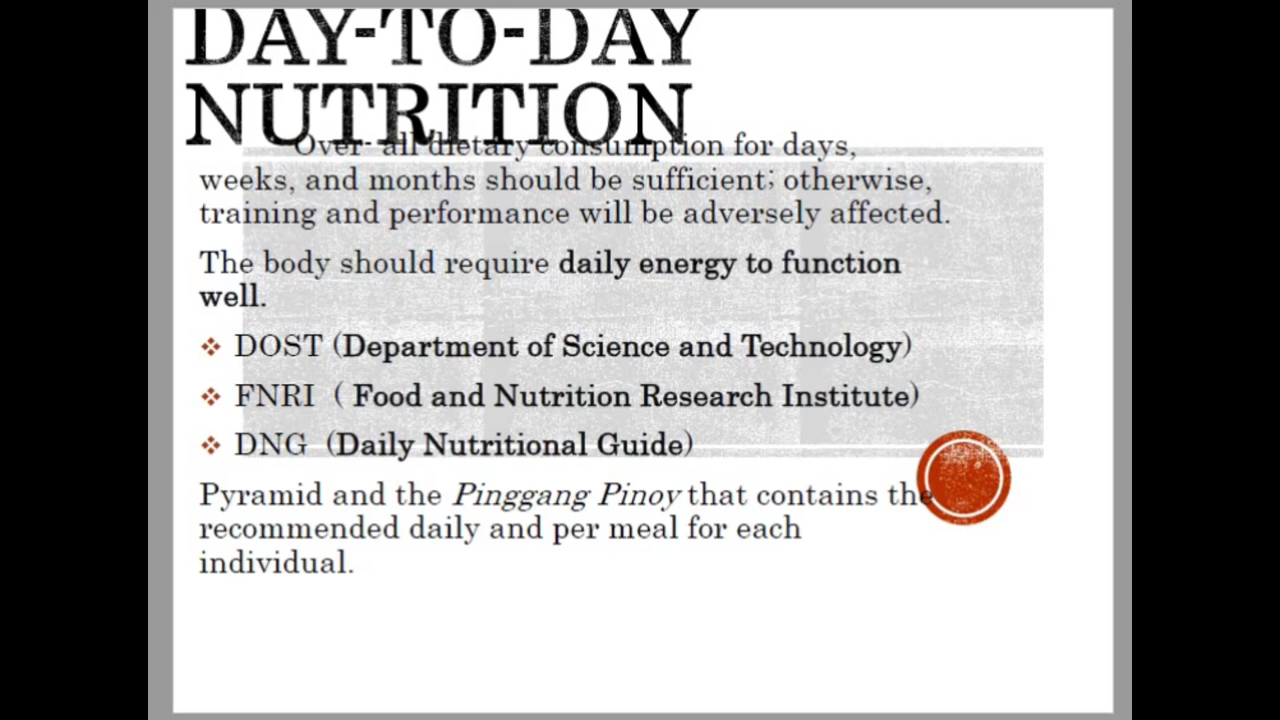 DAY-TO-DAY
NUTRITION
Over- all dietary consumption for days,
weeks, and months should be sufficient; otherwise,
training and performance will be adversely affected.
The body should require daily energy to function
well.
❖ DOST (Department of Science and Technology)
❖ FNRI ( Food and Nutrition Research Institute)
❖ DNG (Daily Nutritional Guide)
Pyramid and the Pinggang Pinoy that contains the
recommended daily and per meal for each
individual.